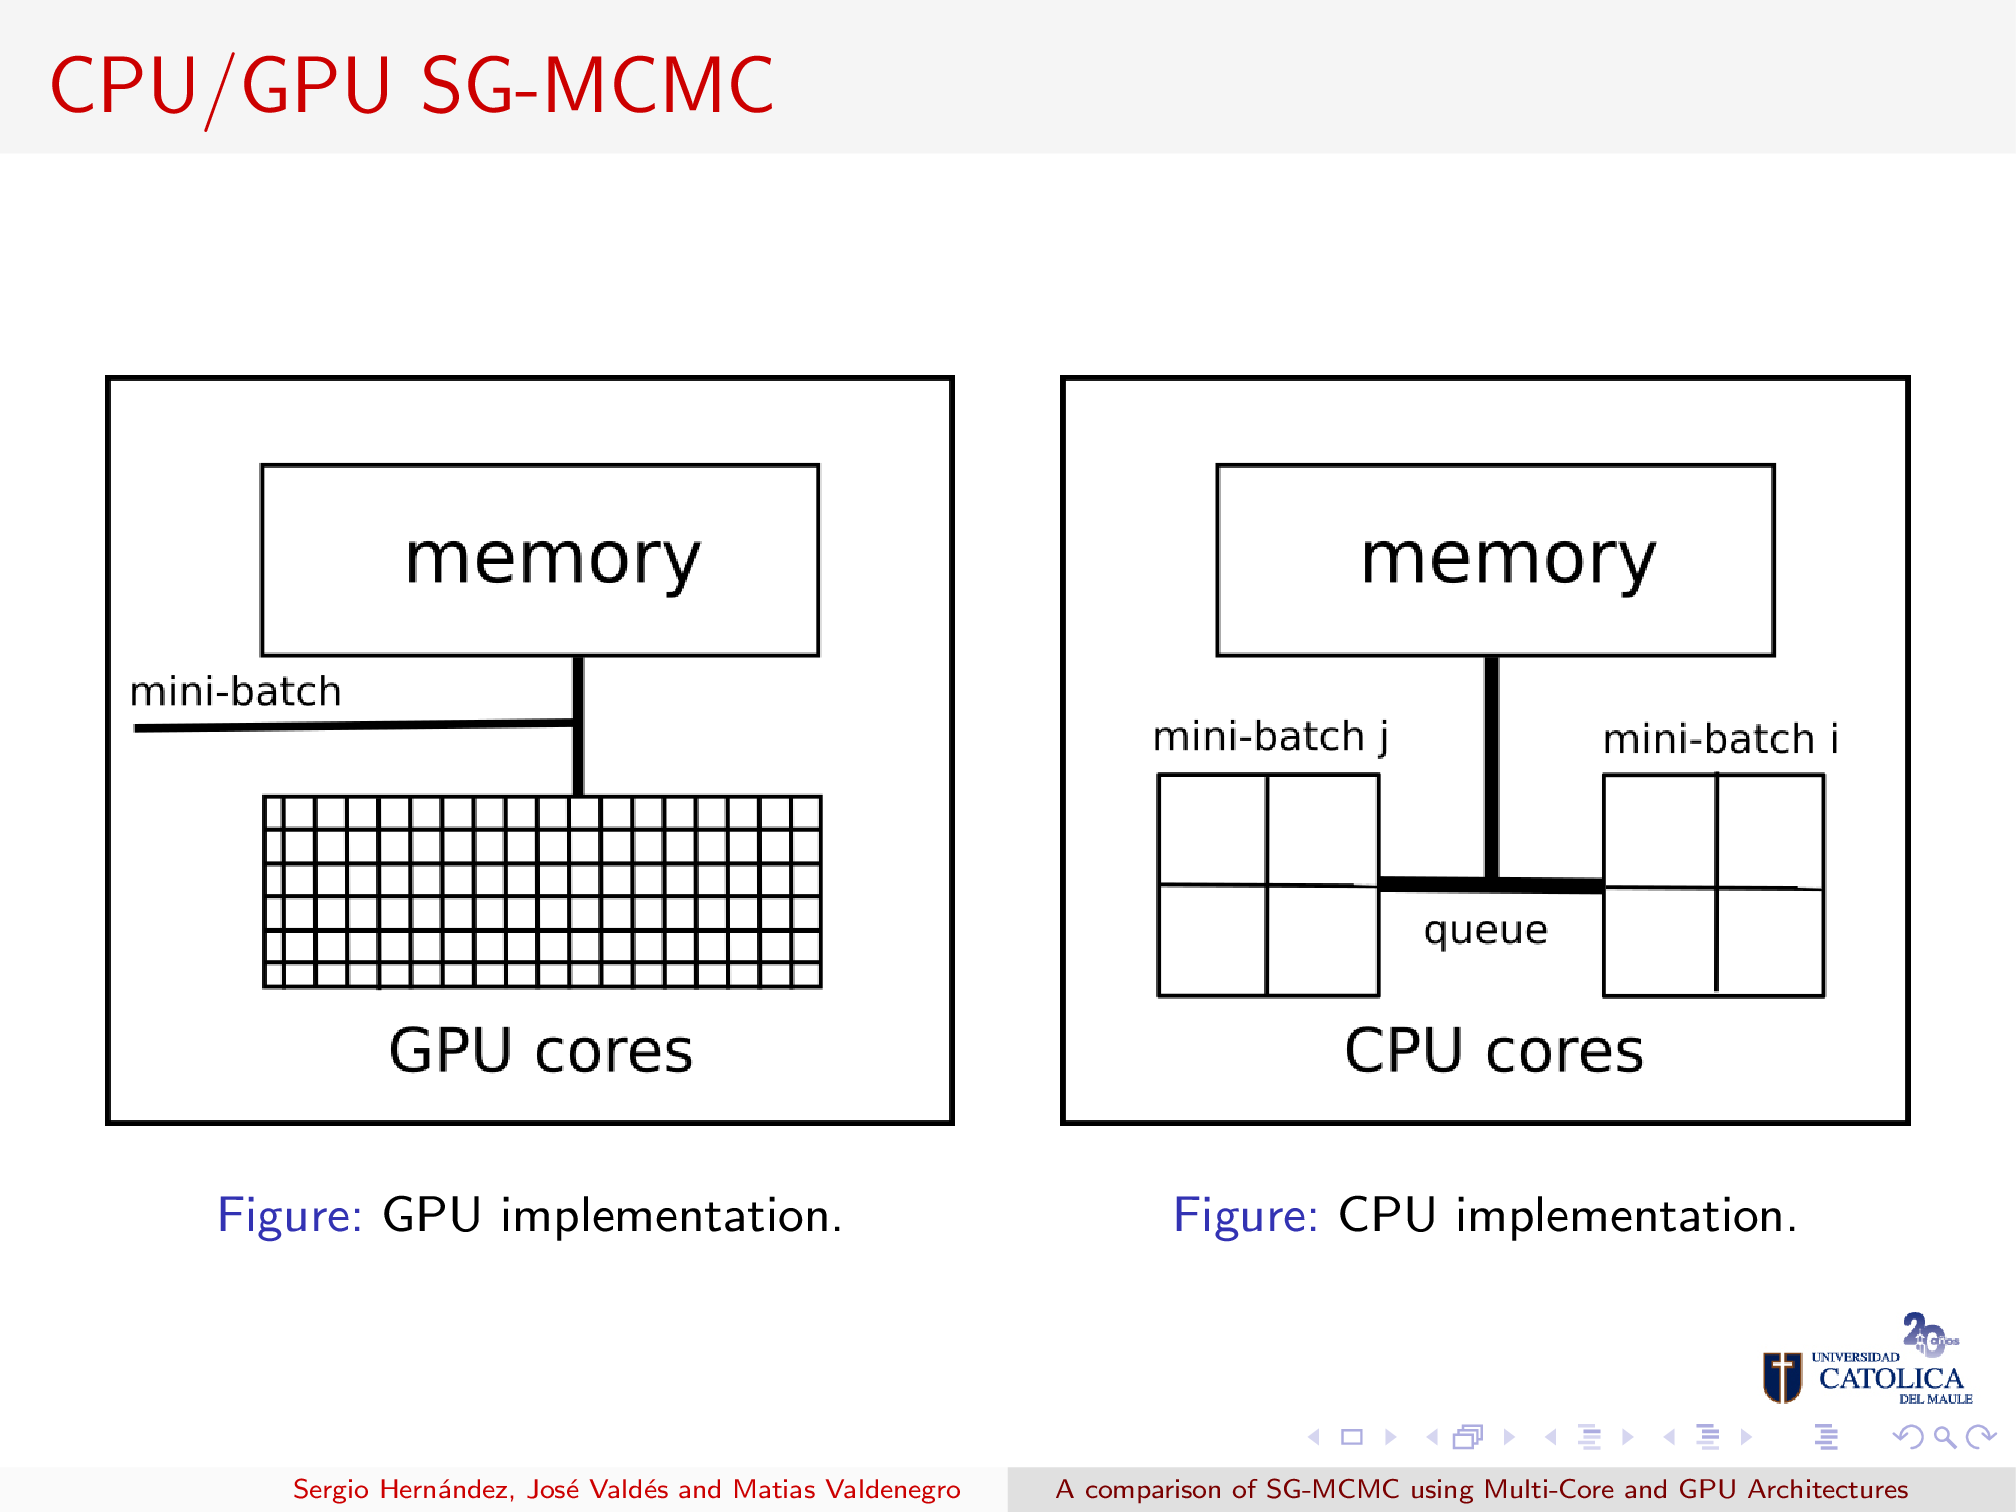 CPU/GPU SG-MCMC
memory
mini-batch
GPU cores
Figure: GPU implementation.
memory
mini-batch j
mini-batch i
queue
CPU cores
Figure: CPU implementation.
20 años
UNIVERSIDAD
CATOLICA
DEL MAULE
Sergio Hernández, José Valdés and Matias Valdenegro
A comparison of SG-MCMC using Multi-Core and GPU Architectures